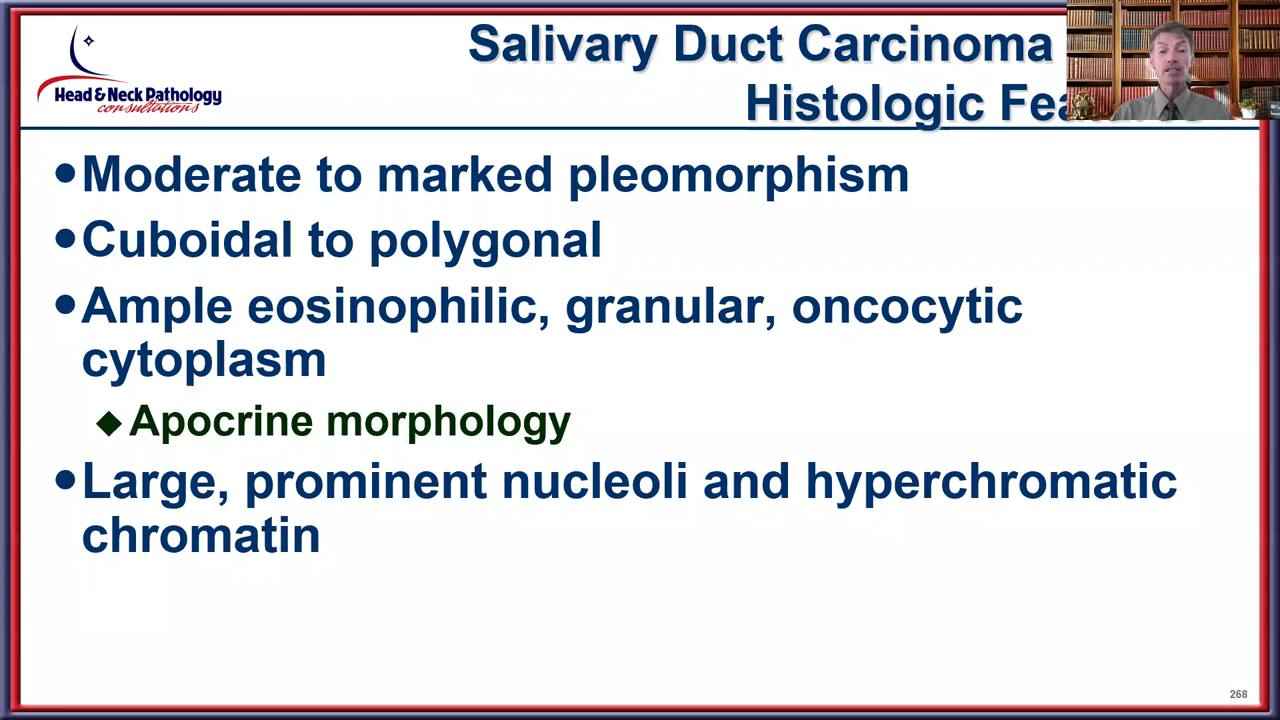 Head & Neck Pathology
consultations
Salivary Duct Carcinoma
Histologic
•Moderate to marked pleomorphism
•Cuboidal to polygonal
•Ample eosinophilic, granular, oncocytic
cytoplasm
◆Apocrine morphology
•Large, prominent nucleoli and hyperchromatic
chromatin
268